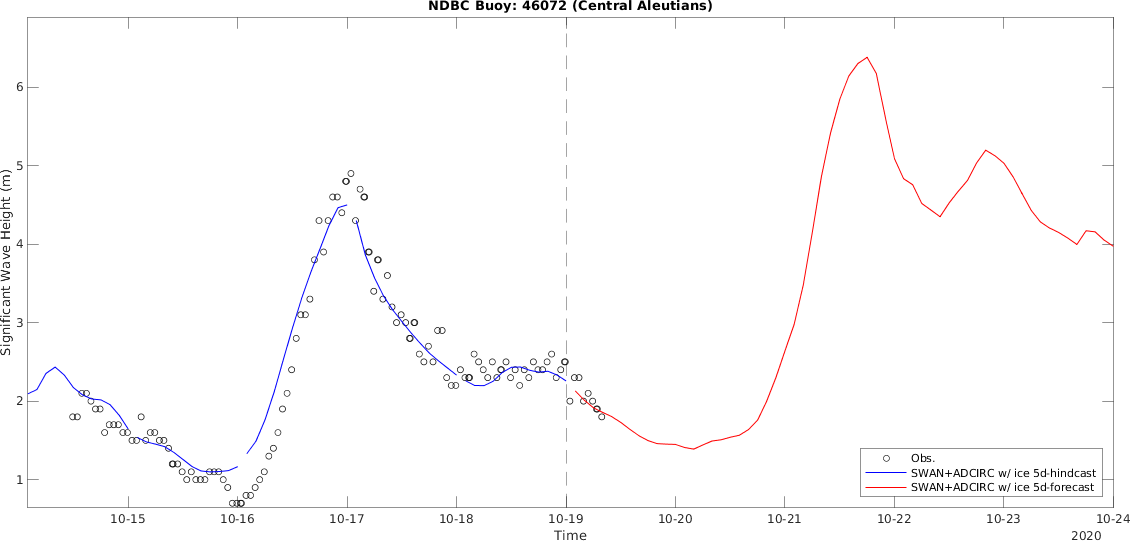 NDBC Buoy: 46072 (Central Aleutians)
Significant Wave Height (m)
6
5
4
3
2
1
Obs.
SWAN+ADCIRC w/ ice 5d-hindcast
SWAN+ADCIRC w/ ice 5d-forecast
10-15 10-16 10-17 10-18 10-19 10-20 10-21 10-22 10-23 10-24
Time
2020